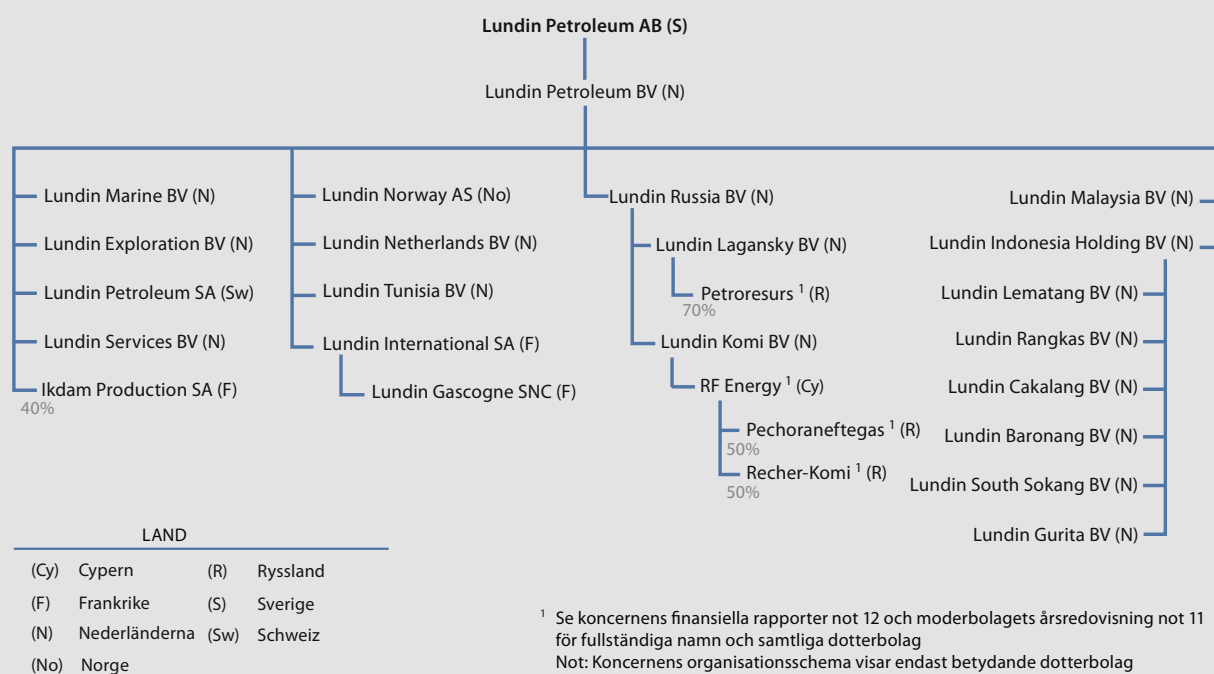 Lundin Petroleum AB (S)
Lundin Petroleum BV (N)
Lundin Marine BV (N)
Lundin Exploration BV (N)
Lundin Petroleum SA (Sw)
Lundin Services BV (N)
Ikdam Production SA (F)
40%
Lundin Norway AS (No)
Lundin Netherlands BV (N)
Lundin Tunisia BV (N)
Lundin International SA (F)
Lundin Gascogne SNC (F)
Lundin Russia BV (N)
Lundin Lagansky BV (N)
Petroresurs ¹ (R)
70%
Lundin Komi BV (N)
RF Energy ¹ (Cy)
Pechoraneftegas ¹ (R)
50%
Recher-Komi ¹ (R)
50%
Lundin Malaysia BV (N)
Lundin Indonesia Holding BV (N)
Lundin Lematang BV (N)
Lundin Rangkas BV (N)
Lundin Cakalang BV (N)
Lundin Baronang BV (N)
Lundin South Sokang BV (N)
Lundin Gurita BV (N)
LAND
(Cy) Cypern (R) Ryssland
(F) Frankrike (S) Sverige
(N) Nederländerna (Sw) Schweiz
(No) Norge
¹ Se koncernens finansiella rapporter not 12 och moderbolagets årsredovisning not 11
för fullständiga namn och samtliga dotterbolag
Not: Koncernens organisationsschema visar endast betydande dotterbolag